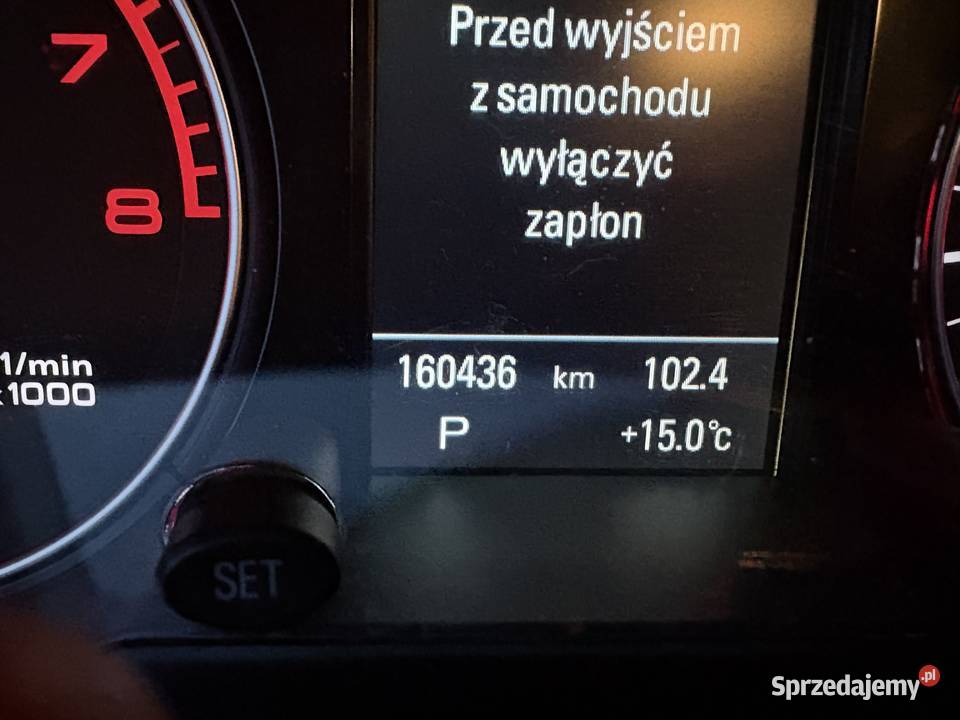 7
8
1/min
x1000
Przed wyjściem
z samochodu
wyłączyć
zapłon
160436 km 102.4
P +15.0°c
SET
Sprzedajemy.pl